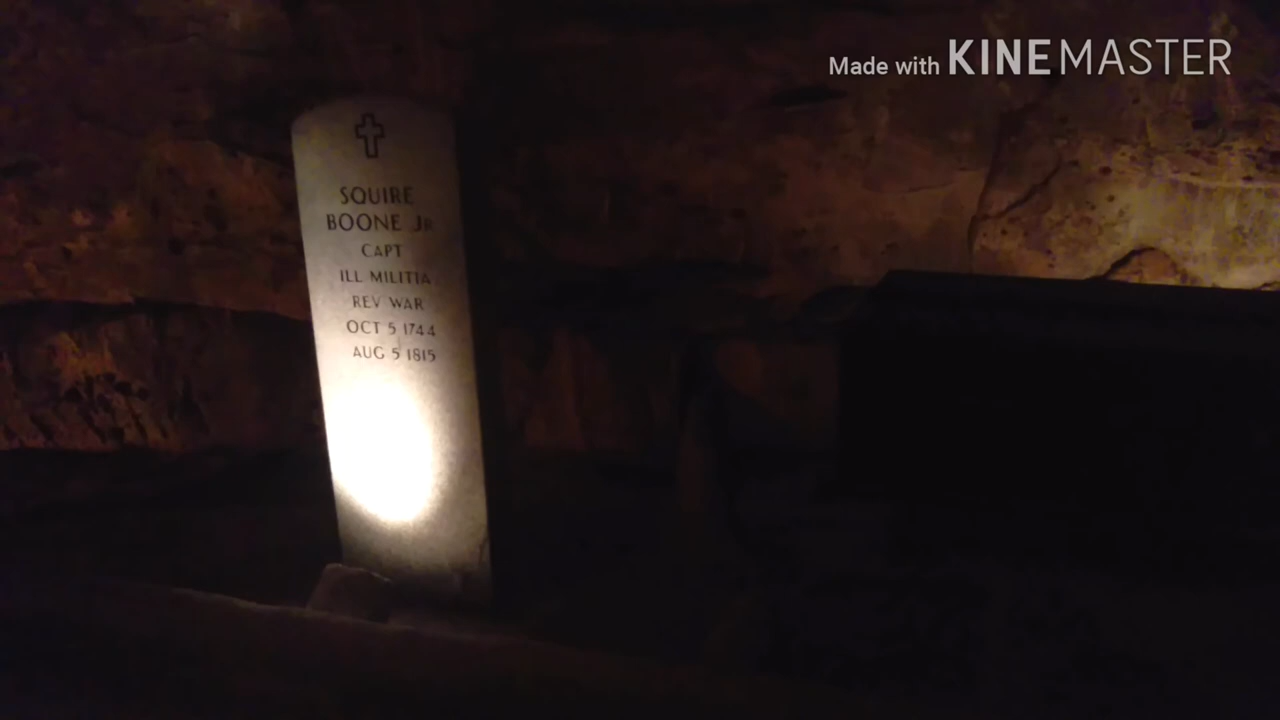 Made with KINEMASTER
SQUIRE
BOONE JR
CAPT
ILL MILITIA
REV WAR
OCT 5 1744
AUG 5 1815